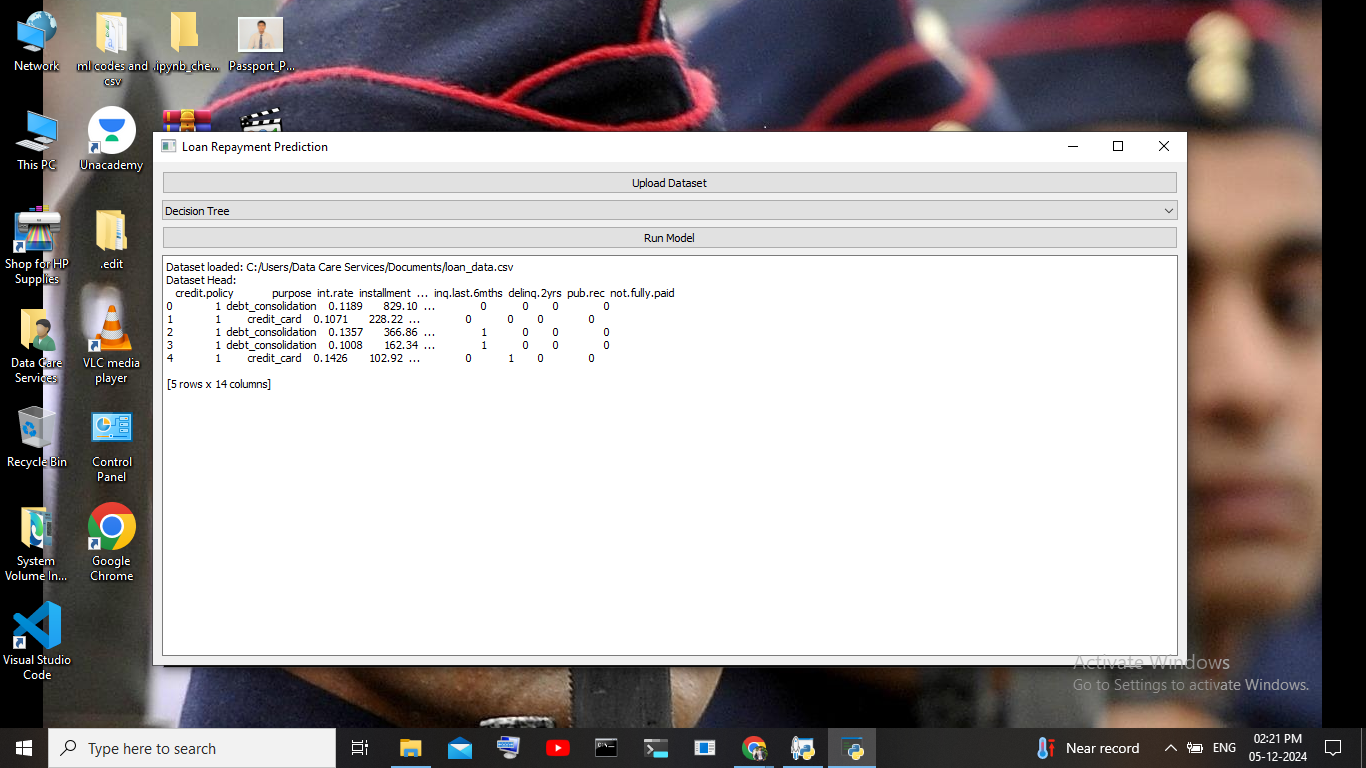 Network
ml codes and
csv
.ipynb_che...
Passport_P...
This PC
Unacademy
Shop for HP
Supplies
.edit
Data Care
Services
VLC media
player
Recycle Bin
Control
Panel
System
Volume In...
Google
Chrome
Visual Studio
Code
Loan Repayment Prediction
Upload Dataset
Decision Tree
Run Model
Dataset loaded: C:/Users/Data Care Services/Documents/loan_data.csv
Dataset Head:
credit.policy purpose int.rate installment ... inq.last.6mths delinq.2yrs pub.rec not.fully.paid
0 1 debt_consolidation 0.1189 829.10 ... 0 0 0 0
1 1 credit_card 0.1071 228.22 ... 0 0 0 0
2 1 debt_consolidation 0.1357 366.86 ... 1 0 0 0
3 1 debt_consolidation 0.1008 162.34 ... 1 0 0 0
4 1 credit_card 0.1426 102.92 ... 0 1 0 0
[5 rows x 14 columns]
Activate Windows
Go to Settings to activate Windows.
Type here to search
Near record
ENG
02:21 PM
05-12-2024